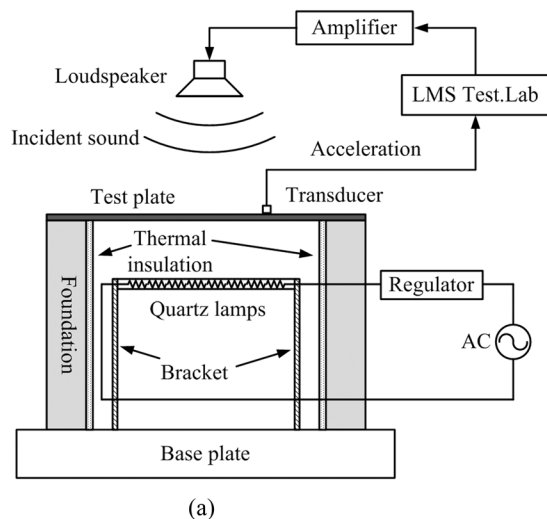 Amplifier
Loudspeaker
LMS Test.Lab
Incident sound
Acceleration
Test plate
Transducer
Thermal
insulation
Foundation
Regulator
Quartz lamps
AC
Bracket
Base plate
(a)